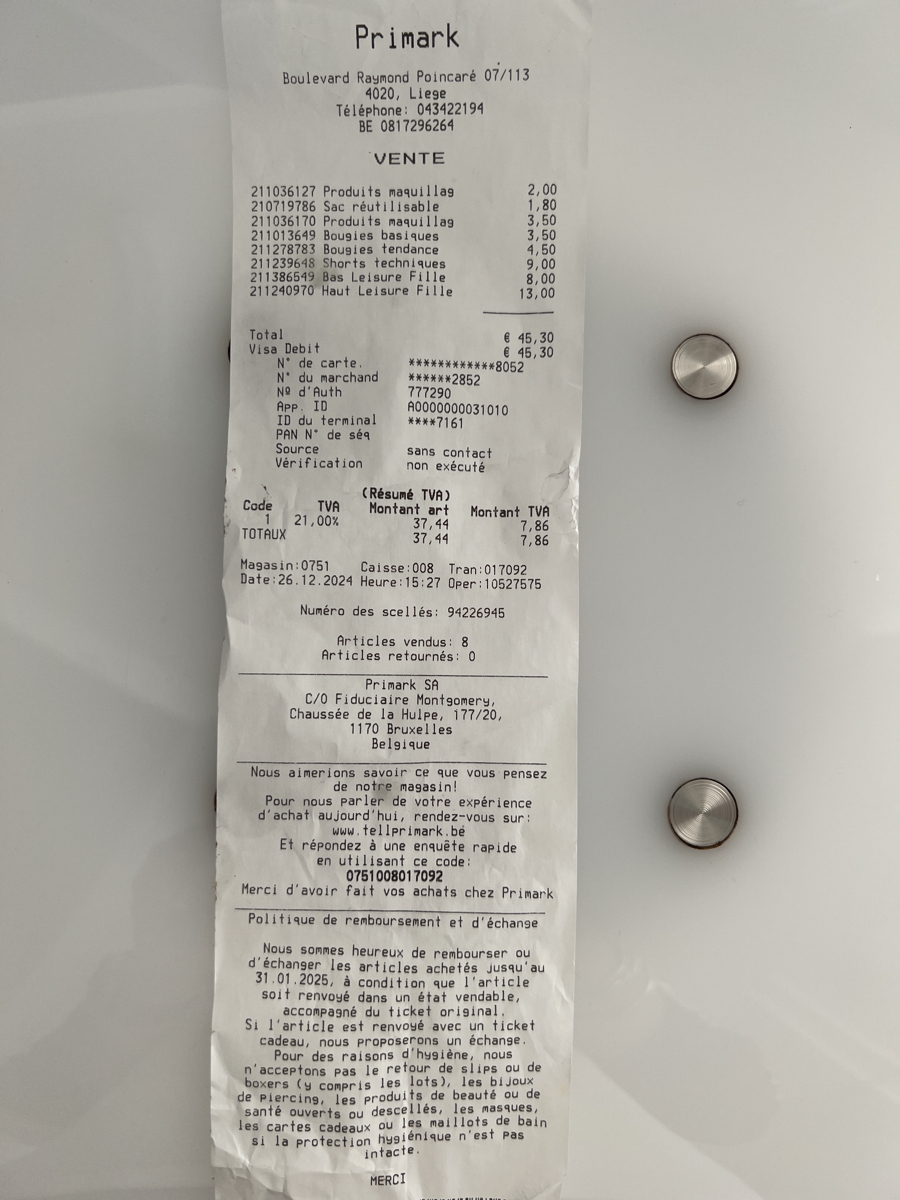 Primark
Boulevard Raymond Poincaré 07/113
4020, Liege
Téléphone: 043422194
BE 0817296264
VENTE
211036127 Produits maquillag 2,00
210719786 Sac réutilisable 1,80
211036170 Produits maquillag 3,50
211013649 Bougies basiques 3,50
211278783 Bougies tendance 4,50
211239648 Shorts techniques 9,00
211386549 Bas Leisure Fille 8,00
211240970 Haut Leisure Fille 13,00
Total € 45,30
Visa Debit € 45,30
N° de carte. ************8052
N° du marchand ******2852
Nº d'Auth 777290
App. ID A0000000031010
ID du terminal ****7161
PAN N° de séq
Source sans contact
Vérification non exécuté
(Résumé TVA)
Code TVA Montant art Montant TVA
1 21,00% 37,44 7,86
TOTAUX 37,44 7,86
Magasin:0751 Caisse:008 Tran:017092
Date:26.12.2024 Heure:15:27 Oper:10527575
Numéro des scellés: 94226945
Articles vendus: 8
Articles retournés: 0
Primark SA
C/O Fiduciaire Montgomery,
Chaussée de la Hulpe, 177/20,
1170 Bruxelles
Belgique
Nous aimerions savoir ce que vous pensez
de notre magasin!
Pour nous parler de votre expérience
d'achat aujourd'hui, rendez-vous sur:
www.tellprimark.be
Et répondez à une enquête rapide
en utilisant ce code:
0751008017092
Merci d'avoir fait vos achats chez Primark
Politique de remboursement et d'échange
Nous sommes heureux de rembourser ou
d'échanger les articles achetés jusqu'au
31.01.2025, à condition que l'article
soit renvoyé dans un état vendable,
accompagné du ticket original.
Si l'article est renvoyé avec un ticket
cadeau, nous proposerons un échange.
Pour des raisons d'hygiène, nous
n'acceptons pas le retour de slips ou de
boxers (y compris les lots), les bijoux
de piercing, les produits de beauté ou de
santé ouverts ou descellés, les masques,
les cartes cadeaux ou les maillots de bain
si la protection hygiénique n'est pas
intacte.
MERCI